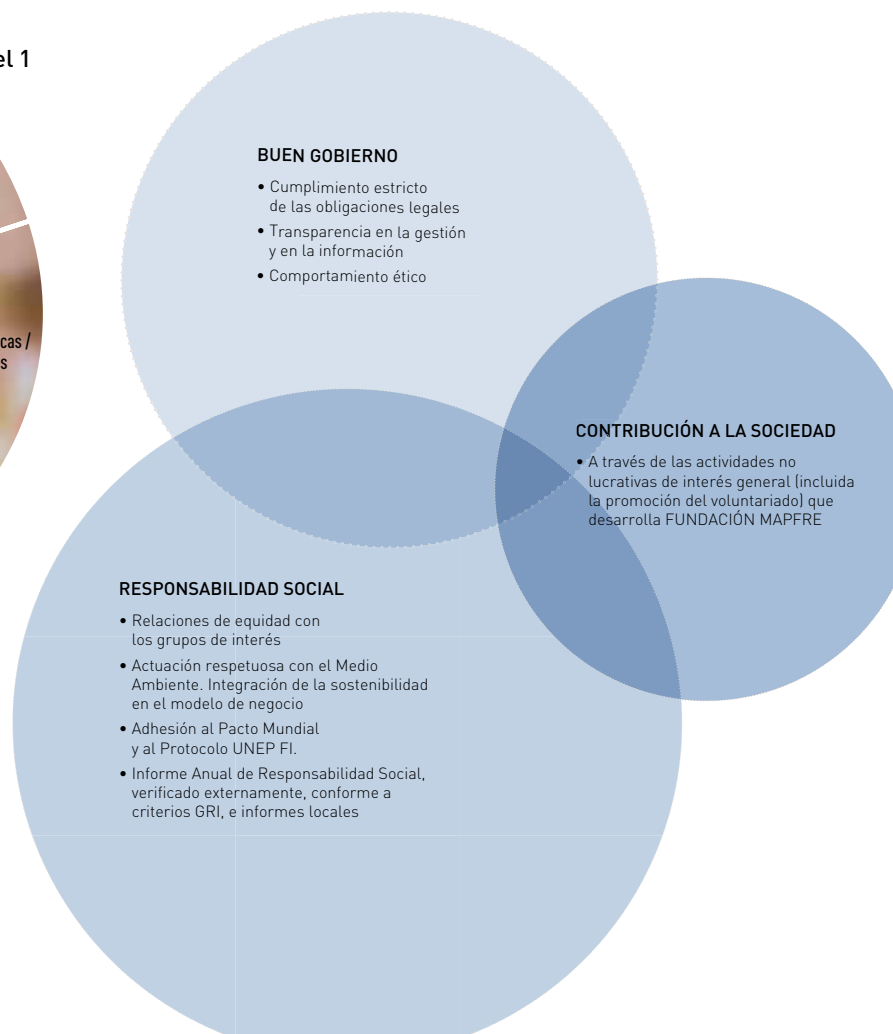 el 1
cas /
s
BUEN GOBIERNO
• Cumplimiento estricto
de las obligaciones legales
• Transparencia en la gestión
y en la información
• Comportamiento ético
CONTRIBUCIÓN A LA SOCIEDAD
• A través de las actividades no
lucrativas de interés general (incluida
la promoción del voluntariado) que
desarrolla FUNDACIÓN MAPFRE
RESPONSABILIDAD SOCIAL
• Relaciones de equidad con
los grupos de interés
• Actuación respetuosa con el Medio
Ambiente. Integración de la sostenibilidad
en el modelo de negocio
• Adhesión al Pacto Mundial
y al Protocolo UNEP FI.
• Informe Anual de Responsabilidad Social,
verificado externamente, conforme a
criterios GRI, e informes locales